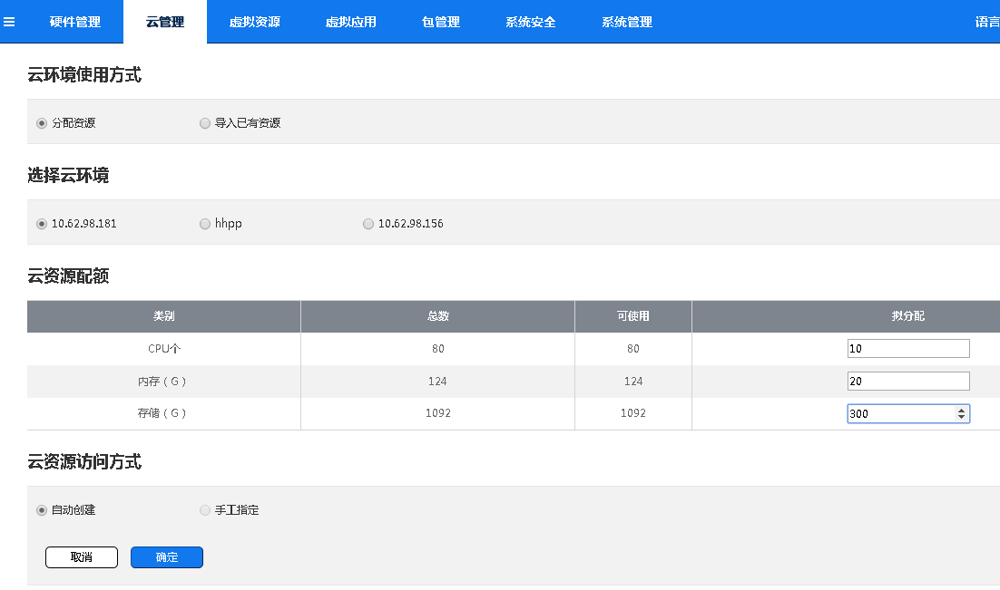 硬件管理 云管理 虚拟资源 虚拟应用 包管理 系统安全 系统管理 语言
云环境使用方式
分配资源 导入已有资源
选择云环境
10.62.98.181 hhpp 10.62.98.156
云资源配额
类别 总数 可使用 拟分配
CPU个 80 80 10
内存（G） 124 124 20
存储（G） 1092 1092 300
云资源访问方式
自动创建 手工指定
取消 确定